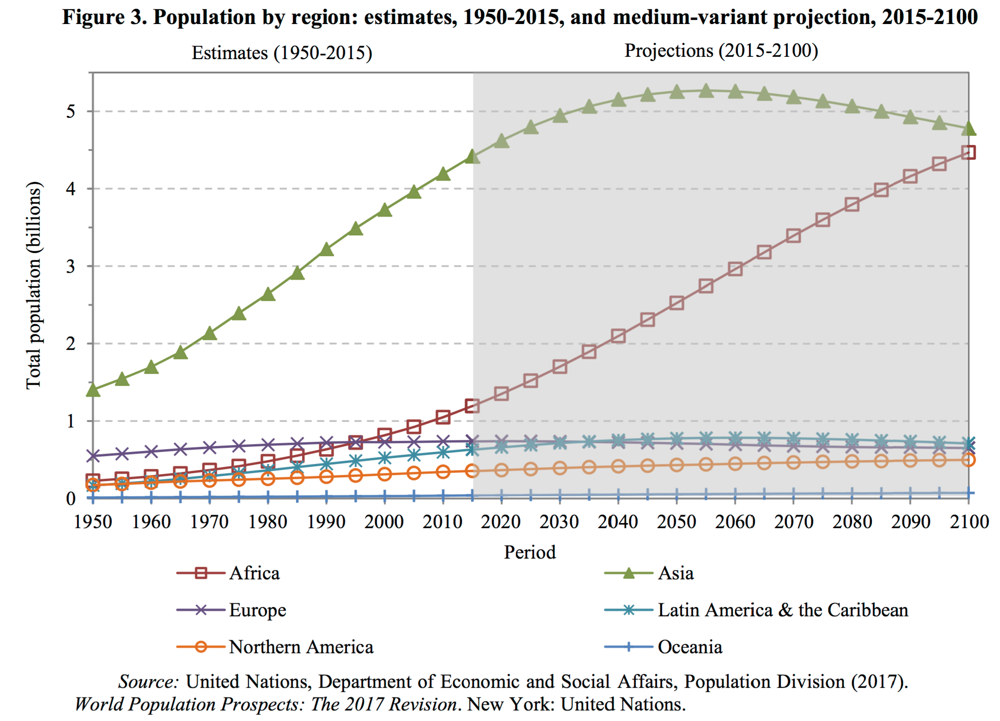 Figure 3. Population by region: estimates, 1950-2015, and medium-variant projection, 2015-2100
Estimates (1950-2015)
Projections (2015-2100)
Total population (billions)
5
4
3
2
1
0
1950 1960 1970 1980 1990 2000 2010 2020 2030 2040 2050 2060 2070 2080 2090 2100
Period
Africa
Asia
Europe
Latin America & the Caribbean
Northern America
Oceania
Source: United Nations, Department of Economic and Social Affairs, Population Division (2017).
World Population Prospects: The 2017 Revision. New York: United Nations.